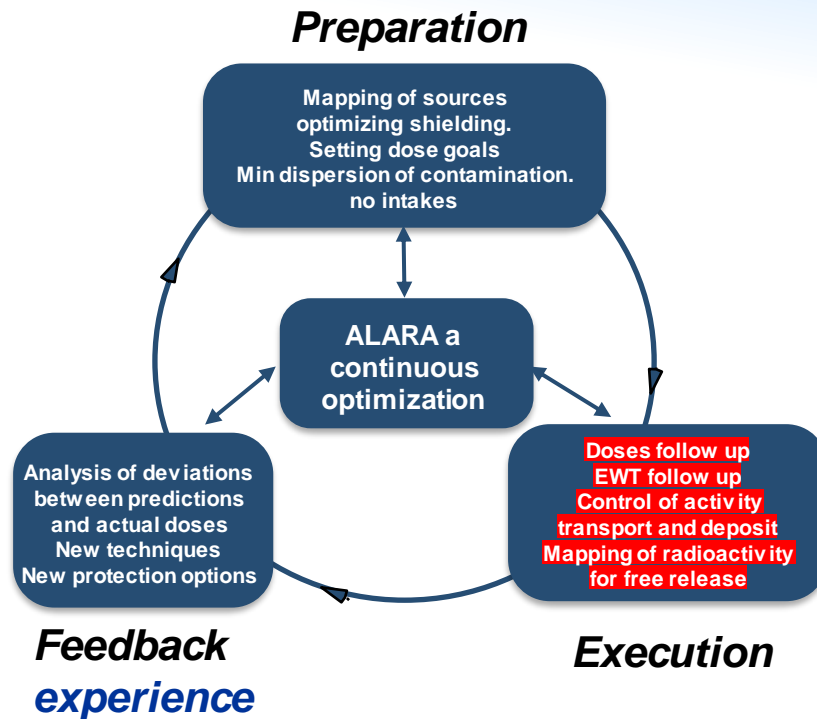 Preparation
Mapping of sources
optimizing shielding.
Setting dose goals
Min dispersion of contamination.
no intakes
ALARA a
continuous
optimization
Analysis of deviations
between predictions
and actual doses
New techniques
New protection options
Doses follow up
EWT follow up
Control of activity
transport and deposit
Mapping of radioactivity
for free release
Feedback
experience
Execution